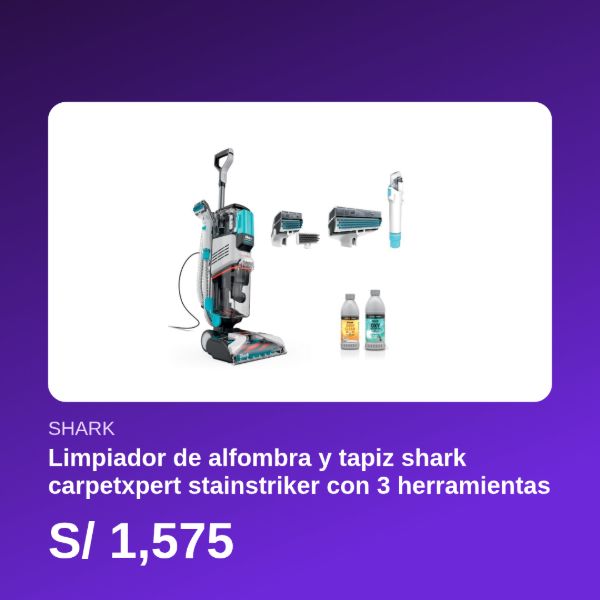 SHARK
Limpiador de alfombra y tapiz shark
carpetxpert stainstriker con 3 herramientas
S/ 1,575